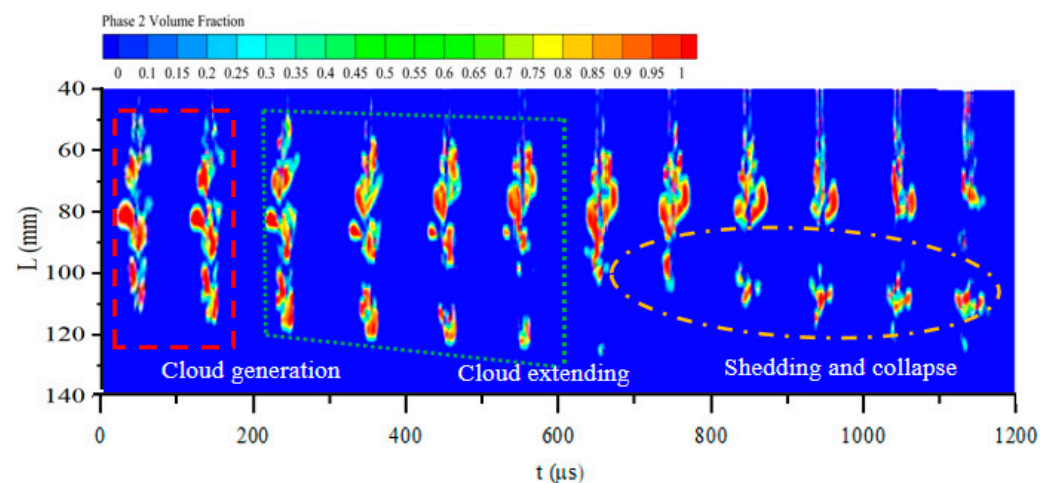 Phase 2 Volume Fraction
0 0.1 0.15 0.2 0.25 0.3 0.35 0.4 0.45 0.5 0.55 0.6 0.65 0.7 0.75 0.8 0.85 0.9 0.95 1
40
60
80
100
120
140
L (mm)
Cloud generation
Cloud extending
Shedding and collapse
0 200 400 600 800 1000 1200
t (μs)